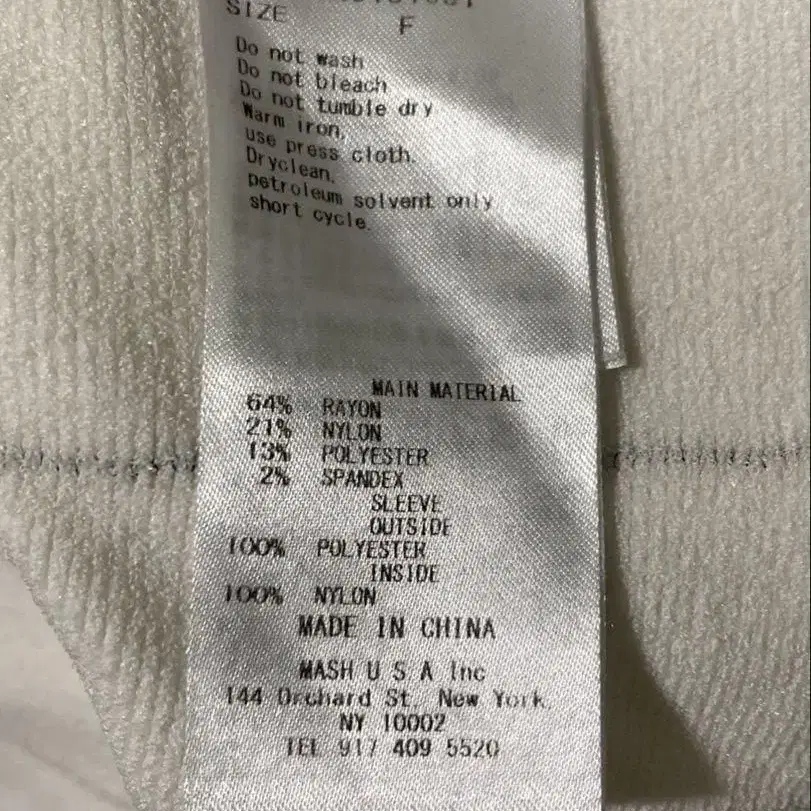 SIZE F
Do not wash
Do not bleach
Do not tumble dry
Warm iron,
use press cloth.
Dryclean,
petroleum solvent only
short cycle.
MAIN MATERIAL
64% RAYON
21% NYLON
13% POLYESTER
2% SPANDEX
SLEEVE
OUTSIDE
100% POLYESTER
INSIDE
100% NYLON
MADE IN CHINA
MASH U S A Inc
144 Orchard St. New York,
NY 10002
TEL 917 409 5520